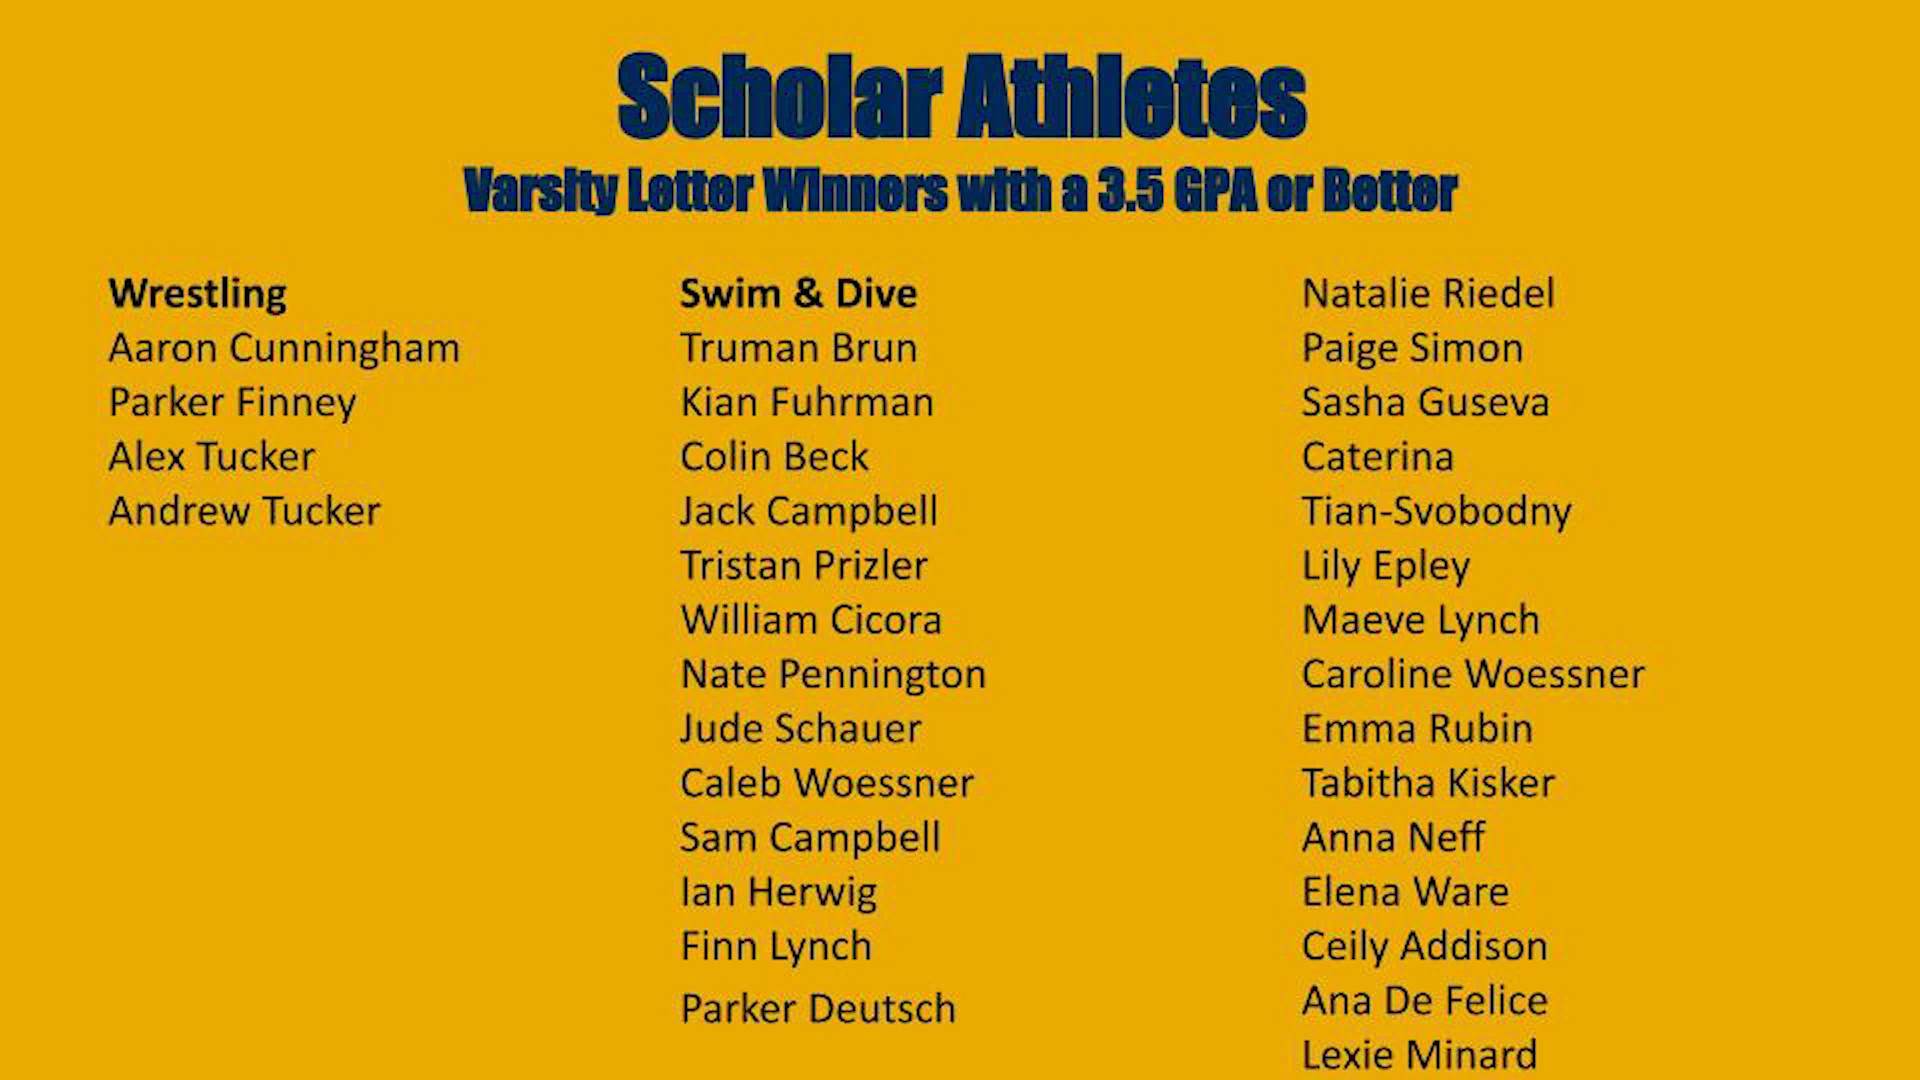 Scholar Athletes
Varsity Letter Winners with a 3.5 GPA or Better
Wrestling
Aaron Cunningham
Parker Finney
Alex Tucker
Andrew Tucker
Swim & Dive
Truman Brun
Kian Fuhrman
Colin Beck
Jack Campbell
Tristan Prizler
William Cicora
Nate Pennington
Jude Schauer
Caleb Woessner
Sam Campbell
Ian Herwig
Finn Lynch
Parker Deutsch
Natalie Riedel
Paige Simon
Sasha Guseva
Caterina
Tian-Svobodny
Lily Epley
Maeve Lynch
Caroline Woessner
Emma Rubin
Tabitha Kisker
Anna Neff
Elena Ware
Ceily Addison
Ana De Felice
Lexie Minard